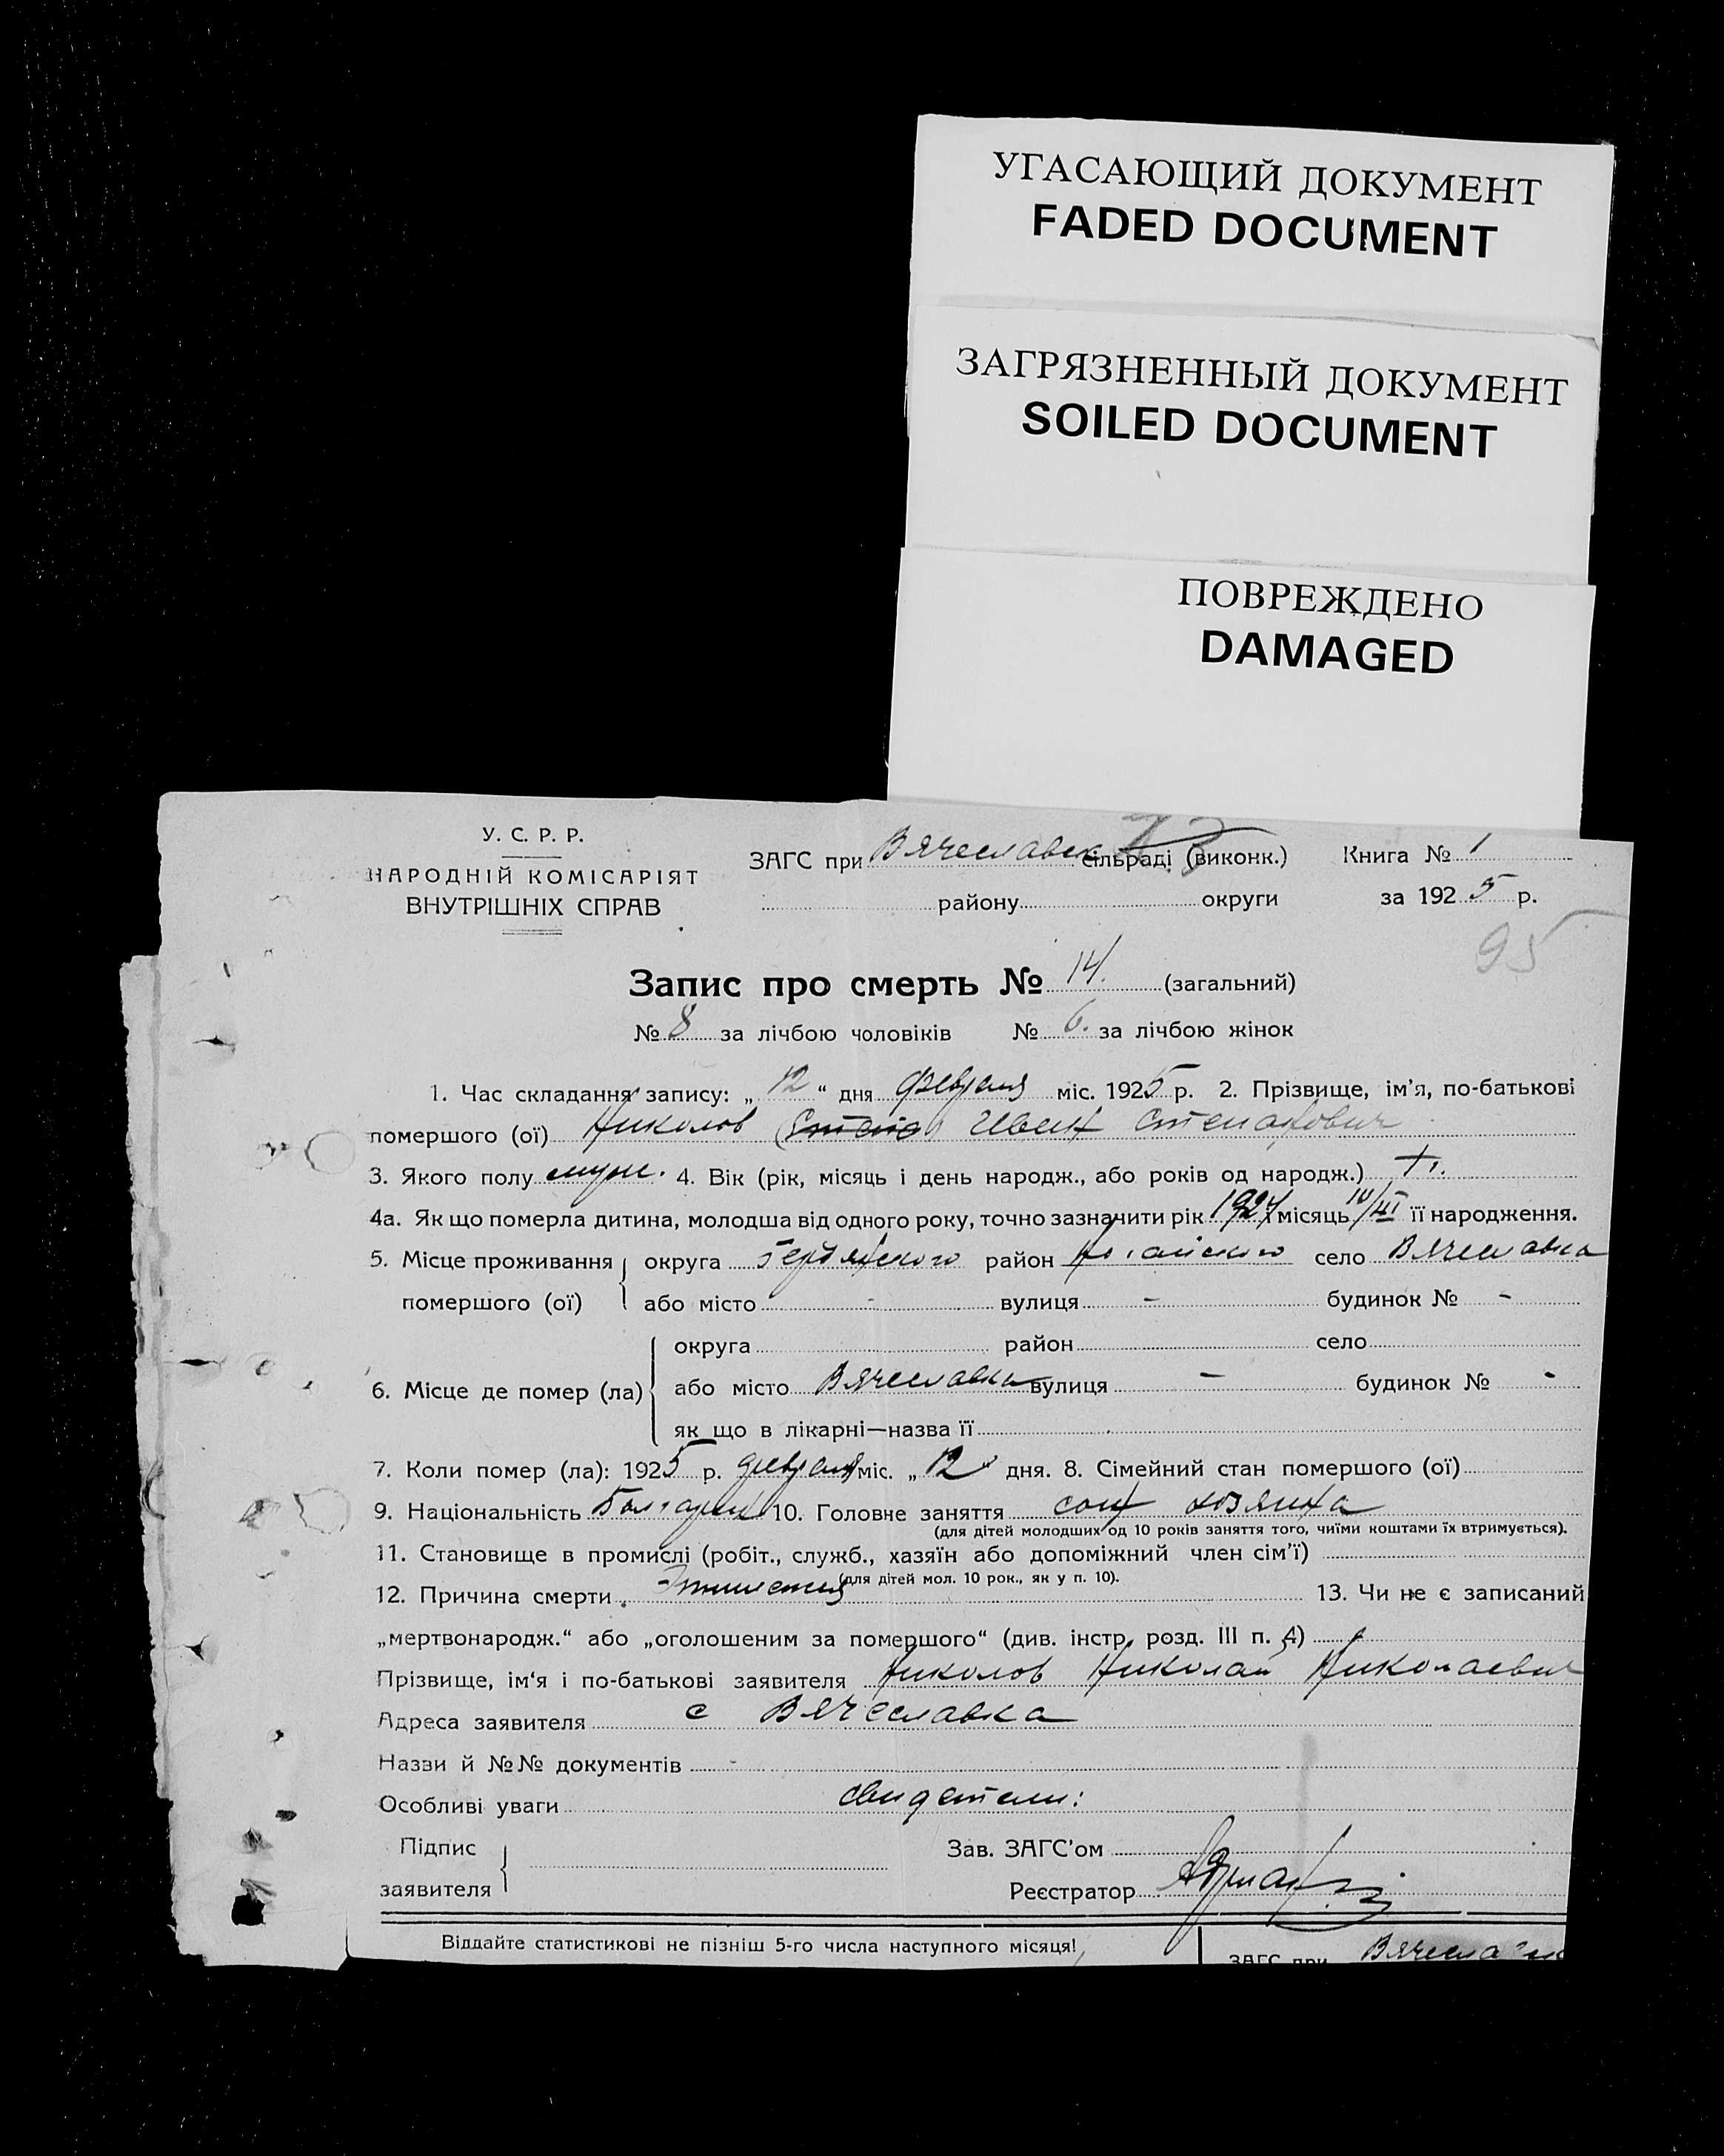 УГАСАЮЩИЙ ДОКУМЕНТ
FADED DOCUMENT
ЗАГРЯЗНЕННЫЙ ДОКУМЕНТ
SOILED DOCUMENT
ПОВРЕЖДЕНО
DAMAGED
У. С. Р. Р.
НАРОДНІЙ КОМІСАРІЯТ
ВНУТРІШНІХ СПРАВ
ЗАГС при Вячеславск сільраді (виконк.) Книга № 1
району округи за 1925 р.
95
Запис про смерть № 14. (загальний)
№ 8 за лічбою чоловіків № 6. за лічбою жінок
1. Час складання запису: „ 12 “ дня февраля міс. 1925 р. 2. Прізвище, ім'я, по-батькові
помершого (ої) Николов Иван Степанович
3. Якого полу муж. 4. Вік (рік, місяць і день народж., або років од народж.)
4а. Як що померла дитина, молодша від одного року, точно зазначити рік 1924 місяць її народження.
5. Місце проживання помершого (ої) округа район Ногайского село Вячеславка
або місто - вулиця - будинок № -
6. Місце де помер (ла) округа район село
або місто Вячеславка вулиця - будинок № -
як що в лікарні—назва її
7. Коли помер (ла): 1925 р. февраля міс. „ 12 “ дня. 8. Сімейний стан помершого (ої)
9. Національність Болгарин 10. Головне заняття сын хозяина
(для дітей молодших од 10 років заняття того, чиїми коштами їх втримується).
11. Становище в промислі (робіт., служб., хазяїн або допоміжний член сім'ї)
(для дітей мол. 10 рок., як у п. 10).
12. Причина смерти 13. Чи не є записаний
„мертвонародж.“ або „оголошеним за помершого“ (див. інстр. розд. III п. 4)
Прізвище, ім'я і по-батькові заявителя Николов Николай Николаевич
Адреса заявителя с Вячеславка
Назви й №№ документів -
Особливі уваги свидетели:
Підпис заявителя
Зав. ЗАГС'ом
Реєстратор
Віддайте статистикові не пізніш 5-го числа наступного місяця!
ЗАГС при